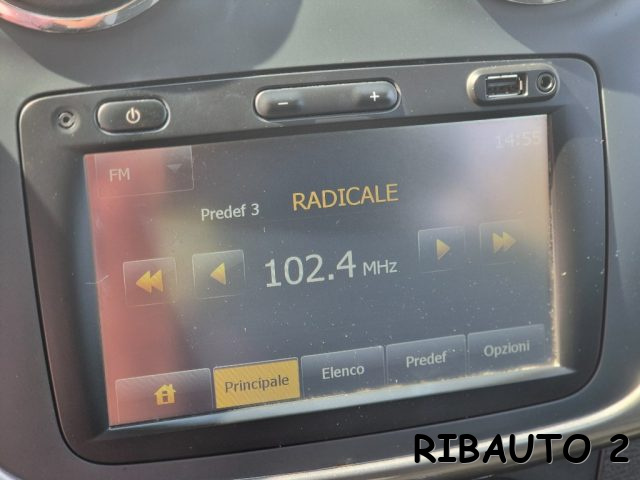 14:55
FM
Predef 3 RADICALE
102.4 MHz
Principale Elenco Predef Opzioni
RIBAUTO 2